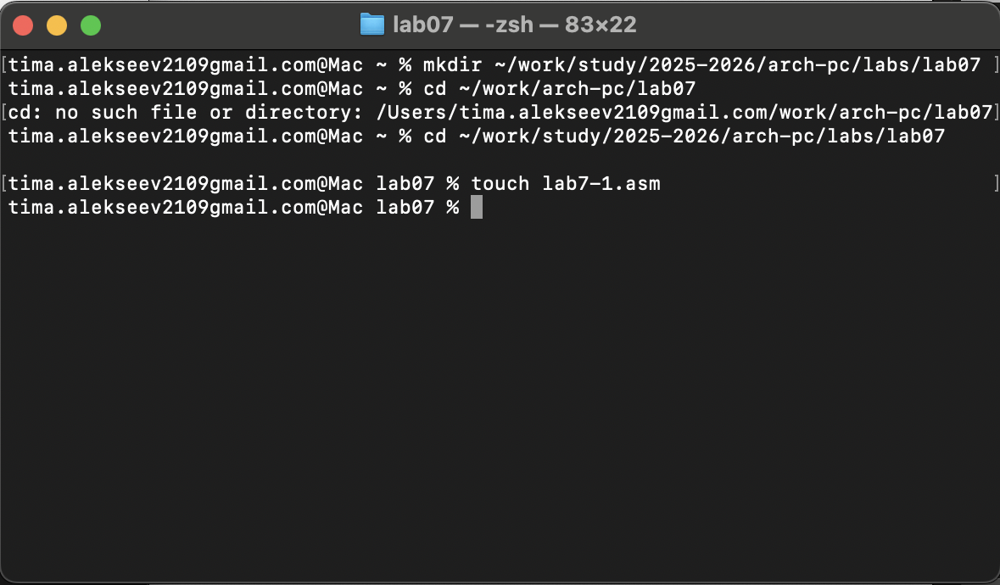 lab07 — -zsh — 83×22
[tima.alekseev2109gmail.com@Mac ~ % mkdir ~/work/study/2025-2026/arch-pc/labs/lab07 ]
tima.alekseev2109gmail.com@Mac ~ % cd ~/work/arch-pc/lab07
[cd: no such file or directory: /Users/tima.alekseev2109gmail.com/work/arch-pc/lab07]
tima.alekseev2109gmail.com@Mac ~ % cd ~/work/study/2025-2026/arch-pc/labs/lab07
[tima.alekseev2109gmail.com@Mac lab07 % touch lab7-1.asm ]
tima.alekseev2109gmail.com@Mac lab07 %